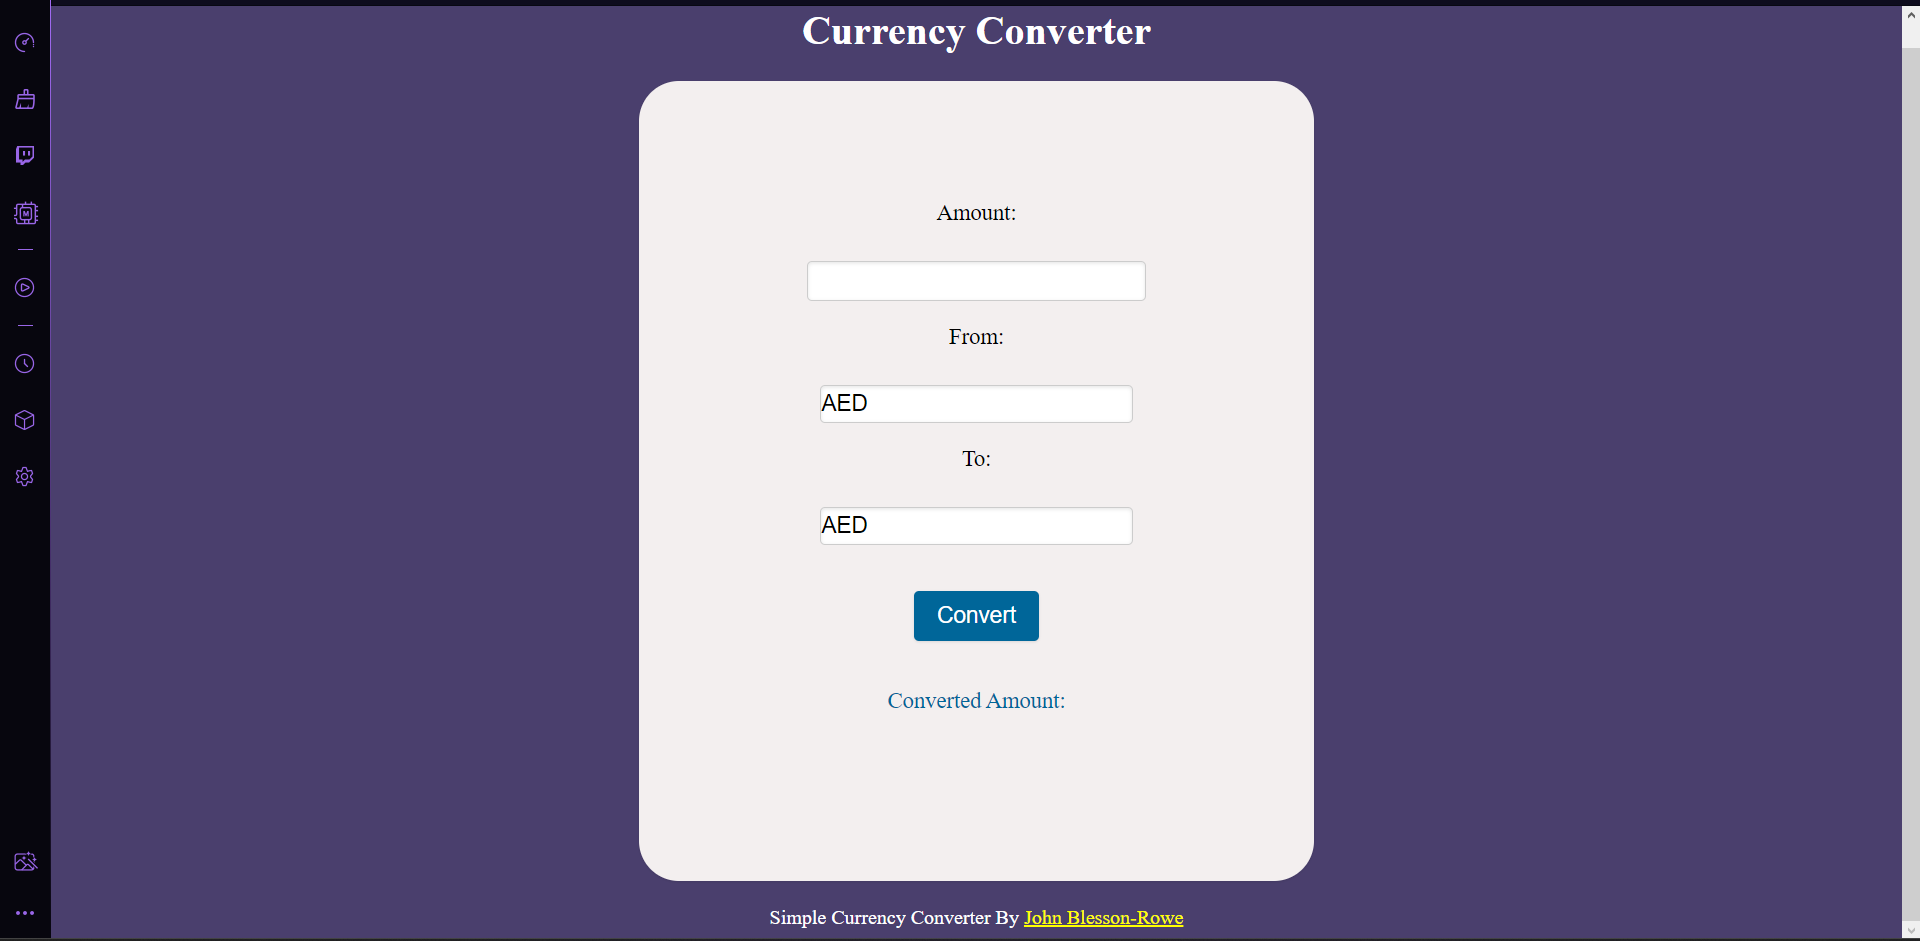 Currency Converter
Amount:
From:
AED
To:
AED
Convert
Converted Amount:
Simple Currency Converter By John Blesson-Rowe